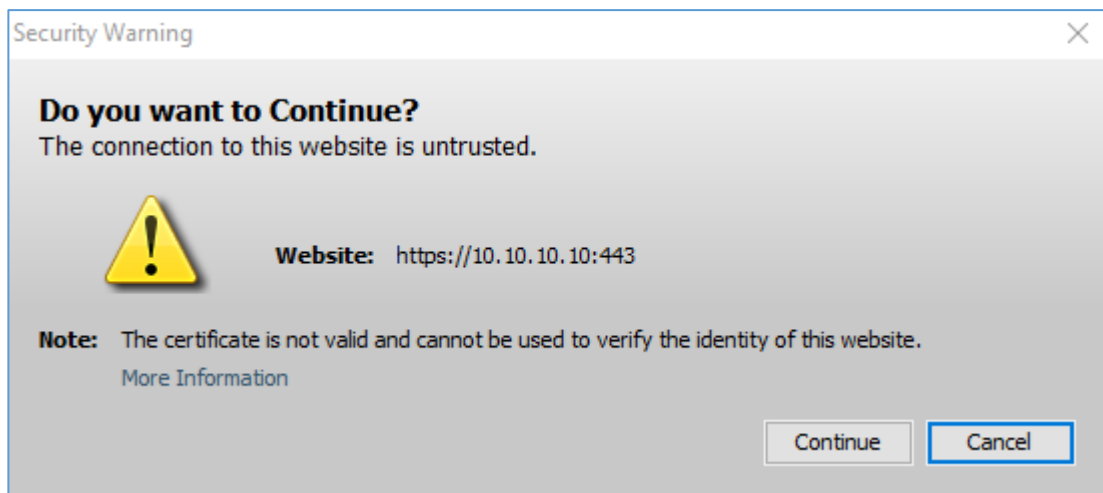 Security Warning
Do you want to Continue?
The connection to this website is untrusted.
Website: https://10.10.10.10:443
Note: The certificate is not valid and cannot be used to verify the identity of this website.
More Information
Continue Cancel